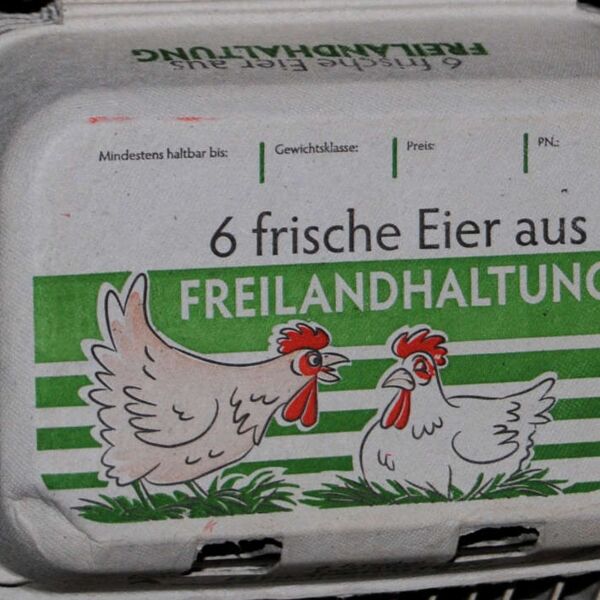 6 frische Eier aus
FREILANDHALTUNG
Mindestens haltbar bis: Gewichtsklasse: Preis: PN.:
6 frische Eier aus
FREILANDHALTUNG